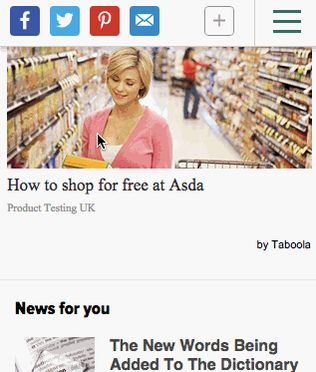 How to shop for free at Asda
Product Testing UK
by Taboola
News for you
The New Words Being
Added To The Dictionary